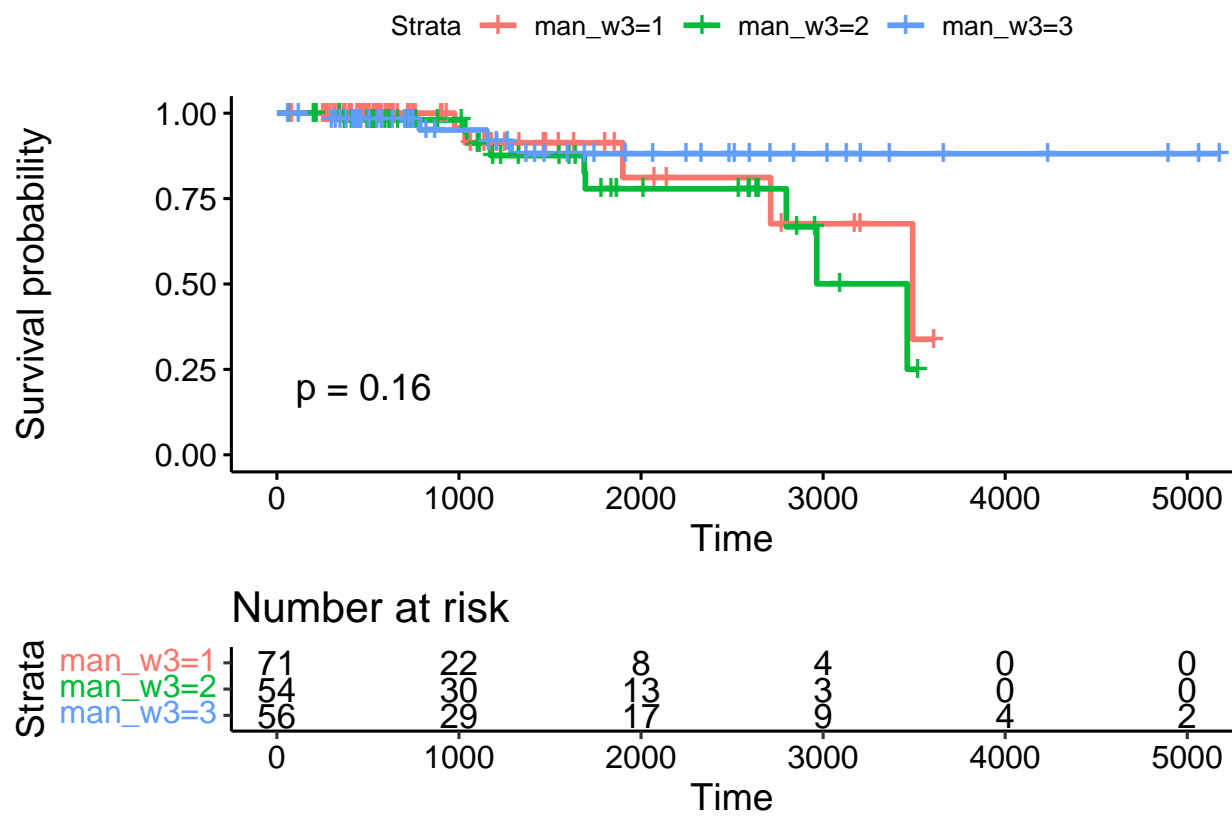 Strata man_w3=1 man_w3=2 man_w3=3
Survival probability
1.00
0.75
0.50
0.25
0.00
p = 0.16
0 1000 2000 3000 4000 5000
Time
Number at risk
Strata
man_w3=1 71 22 8 4 0 0
man_w3=2 54 30 13 3 0 0
man_w3=3 56 29 17 9 4 2
0 1000 2000 3000 4000 5000
Time